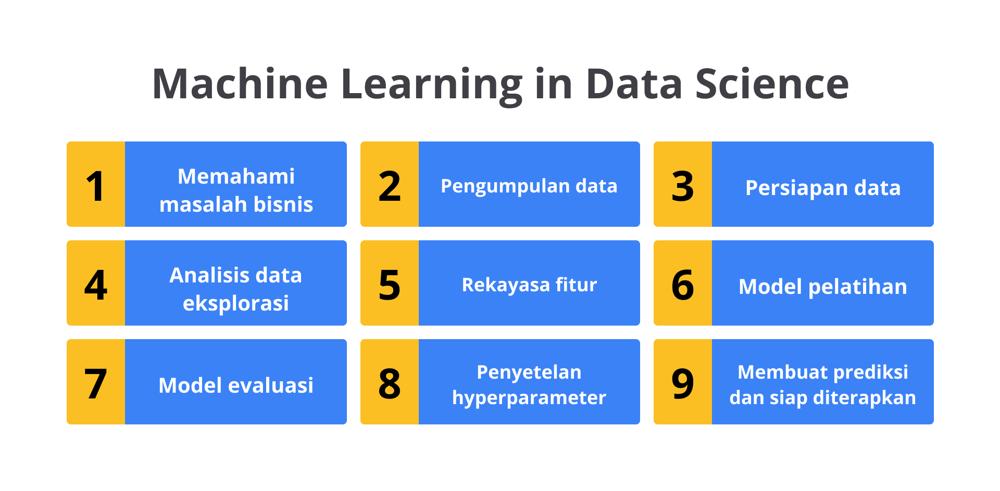 Machine Learning in Data Science
1
Memahami
masalah bisnis
2
Pengumpulan data
3
Persiapan data
4
Analisis data
eksplorasi
5
Rekayasa fitur
6
Model pelatihan
7
Model evaluasi
8
Penyetelan
hyperparameter
9
Membuat prediksi
dan siap diterapkan